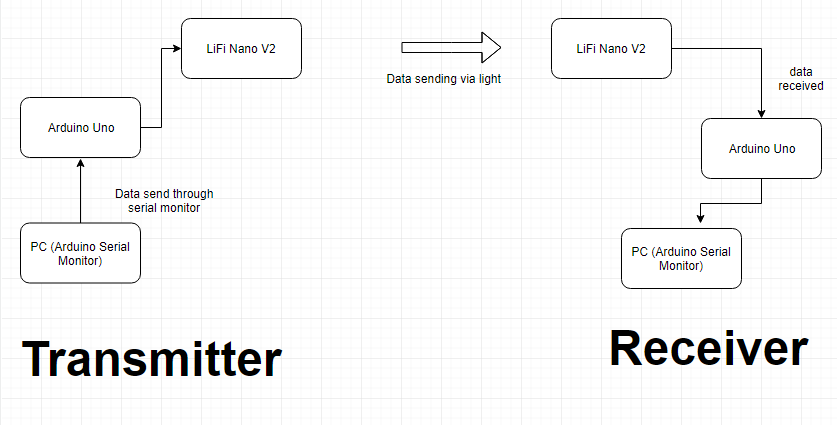 LiFi Nano V2
Arduino Uno
Data send through
serial monitor
PC (Arduino Serial
Monitor)
Transmitter
Data sending via light
LiFi Nano V2
data
received
Arduino Uno
PC (Arduino Serial
Monitor)
Receiver